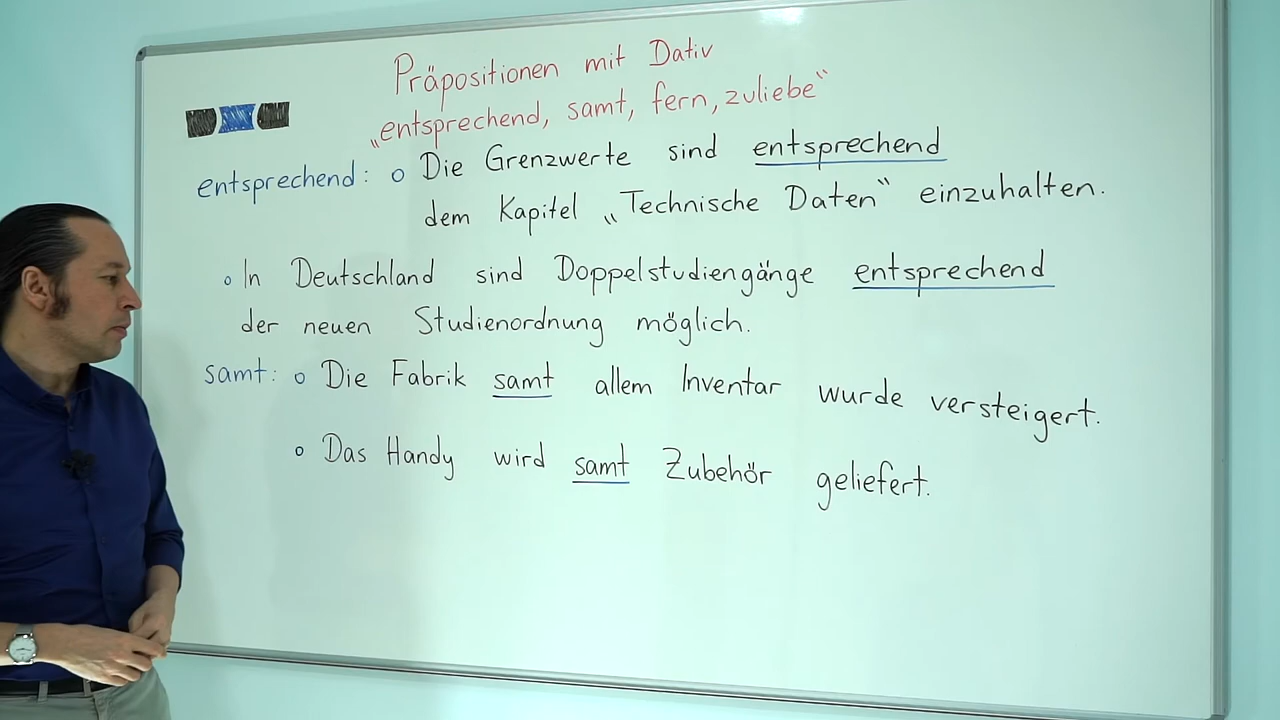 Präpositionen mit Dativ
„entsprechend, samt, fern, zuliebe“
entsprechend: o Die Grenzwerte sind entsprechend
dem Kapitel „Technische Daten“ einzuhalten.
o In Deutschland sind Doppelstudiengänge entsprechend
der neuen Studienordnung möglich.
samt: o Die Fabrik samt allem Inventar wurde versteigert.
o Das Handy wird samt Zubehör geliefert.